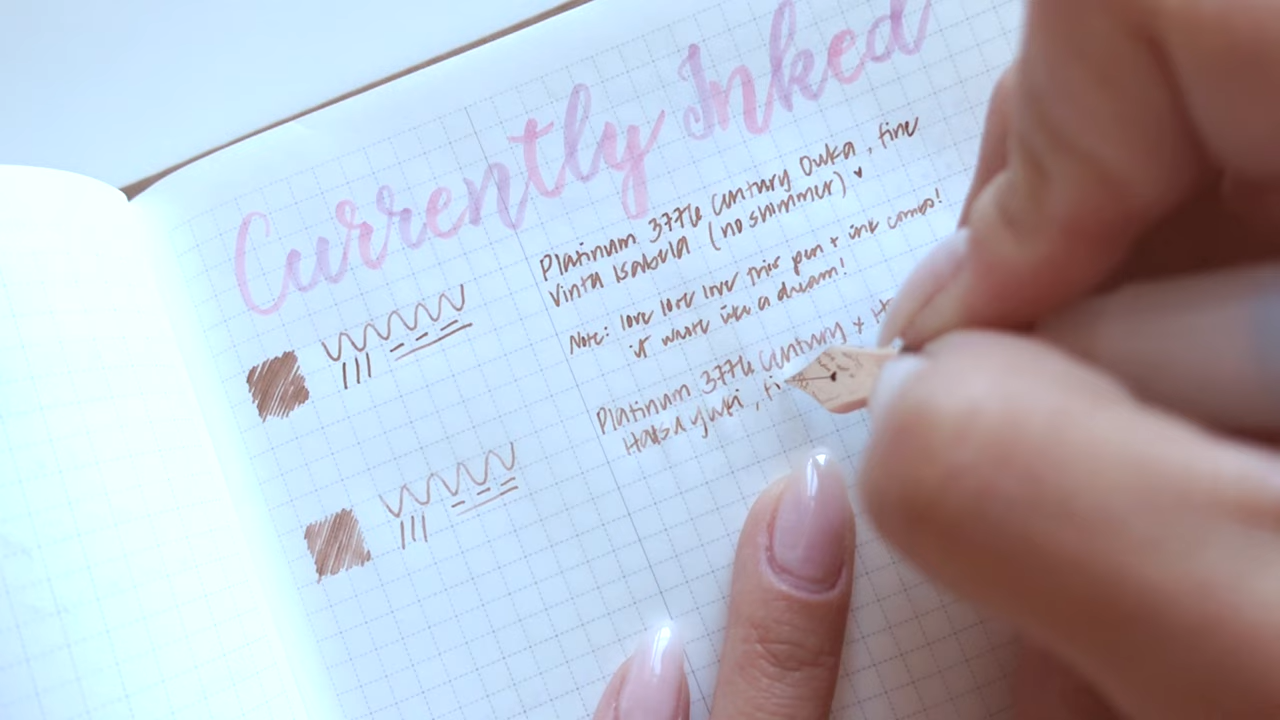 Currently Inked
Platinum 3776 Century Ouka, fine
Vinta Isabela (no shimmer) ♥
Note: love love love this pen + ink combo!
it writes like a dream!
Platinum 3776 Century x
Hatsuyuki, fi